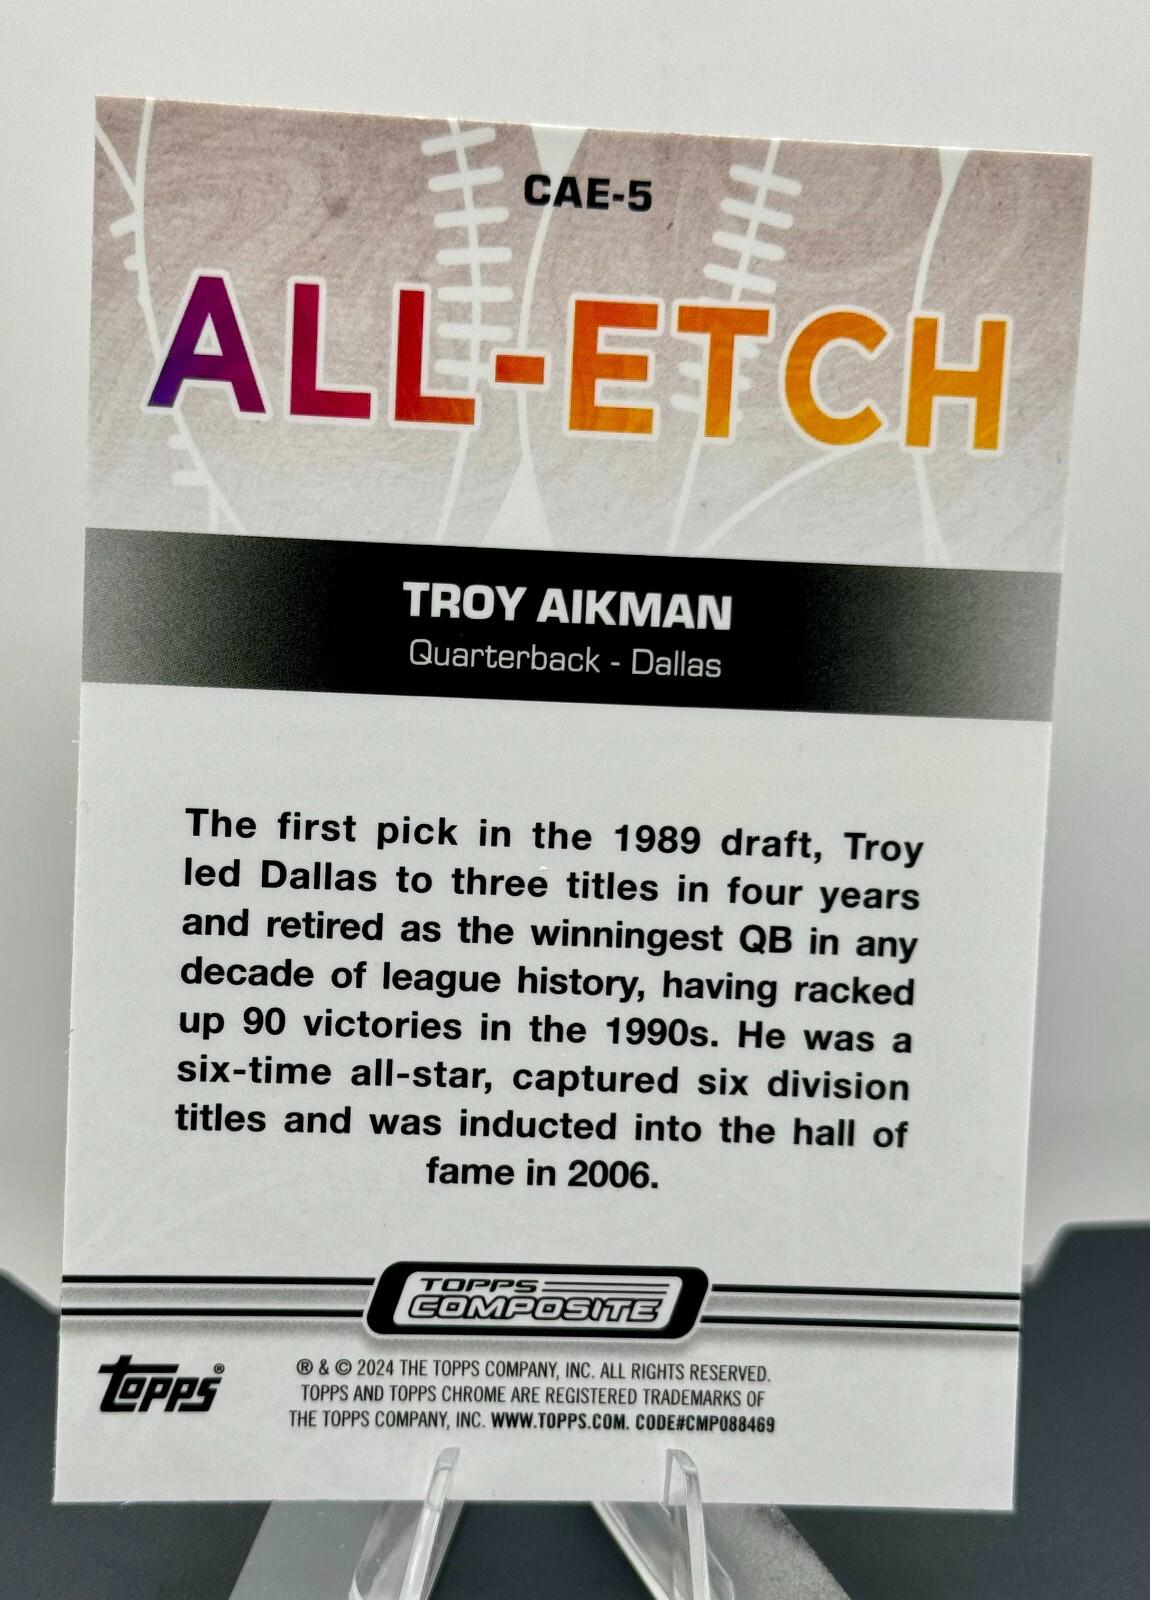 CAE-5
ALL-ETCH
TROY AIKMAN
Quarterback - Dallas
The first pick in the 1989 draft, Troy
led Dallas to three titles in four years
and retired as the winningest QB in any
decade of league history, having racked
up 90 victories in the 1990s. He was a
six-time all-star, captured six division
titles and was inducted into the hall of
fame in 2006.
TOPPS
COMPOSITE
topps®
® & © 2024 THE TOPPS COMPANY, INC. ALL RIGHTS RESERVED.
TOPPS AND TOPPS CHROME ARE REGISTERED TRADEMARKS OF
THE TOPPS COMPANY, INC. WWW.TOPPS.COM. CODE#CMP088469